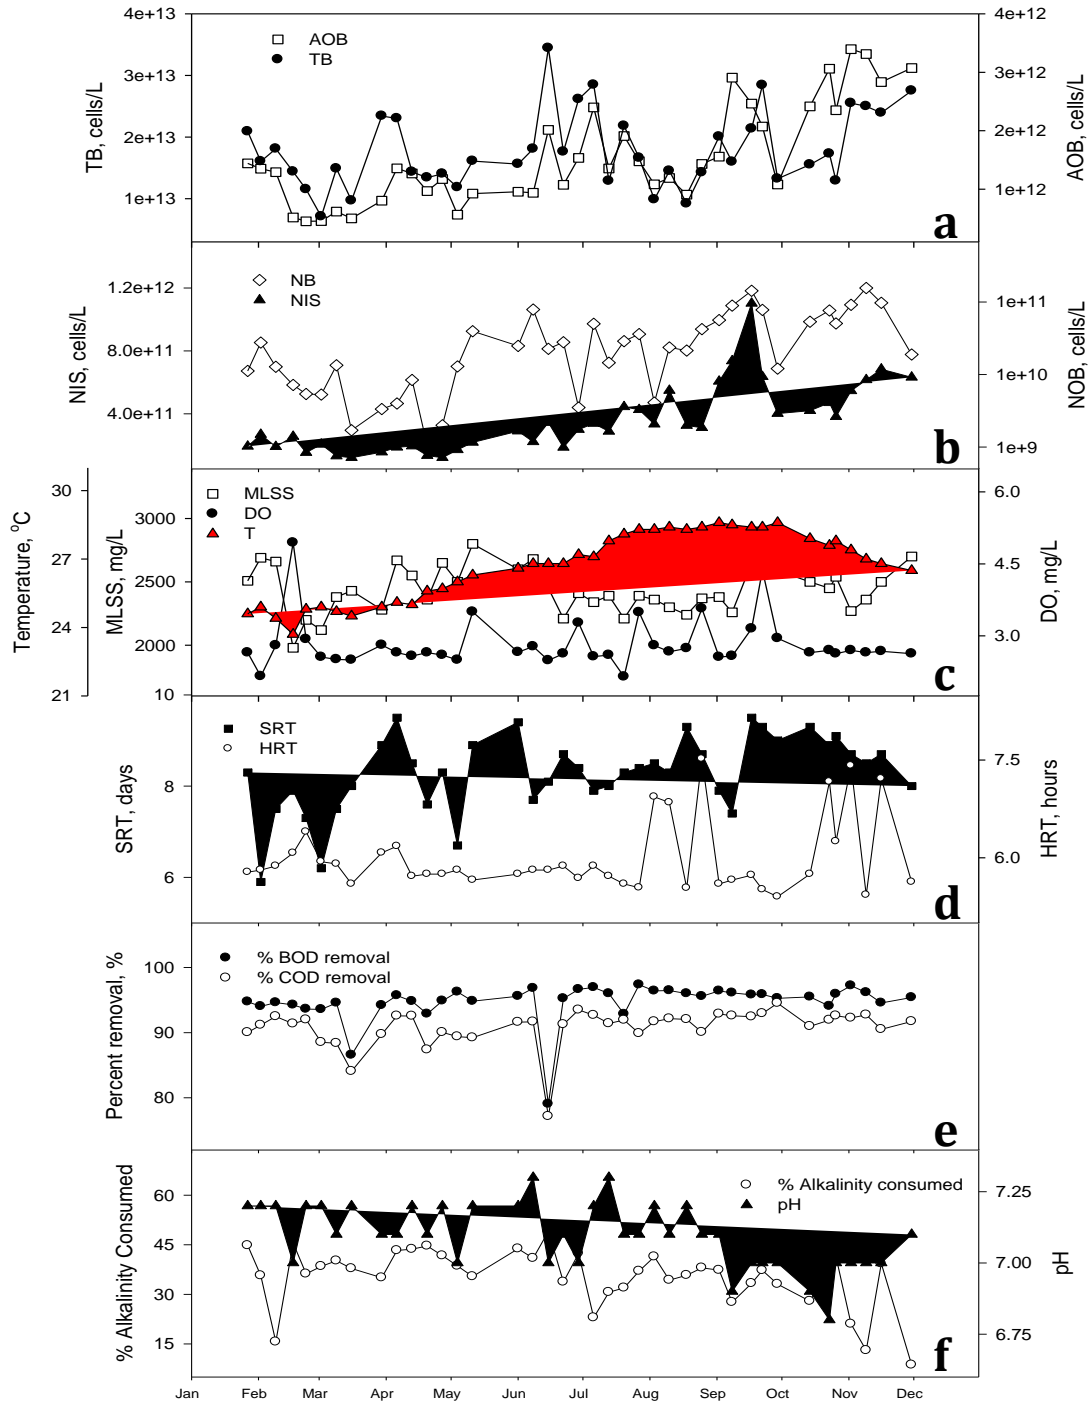 4e+13
3e+13
2e+13
1e+13
TB, cells/L
AOB
TB
4e+12
3e+12
2e+12
1e+12
AOB, cells/L
a
1.2e+12
8.0e+11
4.0e+11
NIS, cells/L
NB
NIS
1e+11
1e+10
1e+9
NOB, cells/L
b
30
27
24
21
Temperature, °C
3000
2500
2000
MLSS, mg/L
MLSS
DO
T
6.0
4.5
3.0
DO, mg/L
c
10
8
6
SRT, days
SRT
HRT
7.5
6.0
HRT, hours
d
100
90
80
Percent removal, %
% BOD removal
% COD removal
e
60
45
30
15
% Alkalinity Consumed
% Alkalinity consumed
pH
7.25
7.00
6.75
pH
f
Jan Feb Mar Apr May Jun Jul Aug Sep Oct Nov Dec